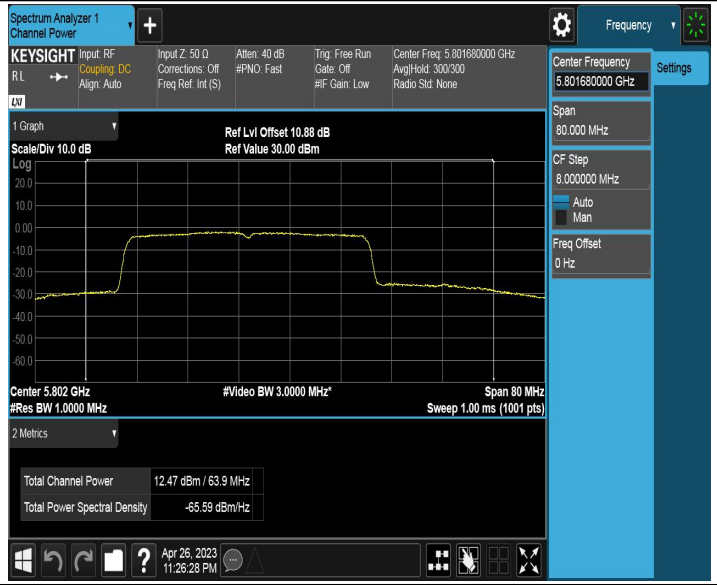 Spectrum Analyzer 1
Channel Power
+
Frequency
KEYSIGHT
RL
LXI
Input: RF
Coupling: DC
Align: Auto
Input Z: 50 Ω
Corrections: Off
Freq Ref: Int (S)
Atten: 40 dB
#PNO: Fast
Trig: Free Run
Gate: Off
#IF Gain: Low
Center Freq: 5.801680000 GHz
Avg|Hold: 300/300
Radio Std: None
Center Frequency
5.801680000 GHz
Settings
Span
80.000 MHz
CF Step
8.000000 MHz
Auto
Man
Freq Offset
0 Hz
1 Graph
Scale/Div 10.0 dB
Ref Lvl Offset 10.88 dB
Ref Value 30.00 dBm
Log
20.0
10.0
0.00
-10.0
-20.0
-30.0
-40.0
-50.0
-60.0
Center 5.802 GHz
#Video BW 3.0000 MHz*
Span 80 MHz
#Res BW 1.0000 MHz
Sweep 1.00 ms (1001 pts)
2 Metrics
Total Channel Power 12.47 dBm / 63.9 MHz
Total Power Spectral Density -65.59 dBm/Hz
?
Apr 26, 2023
11:26:28 PM